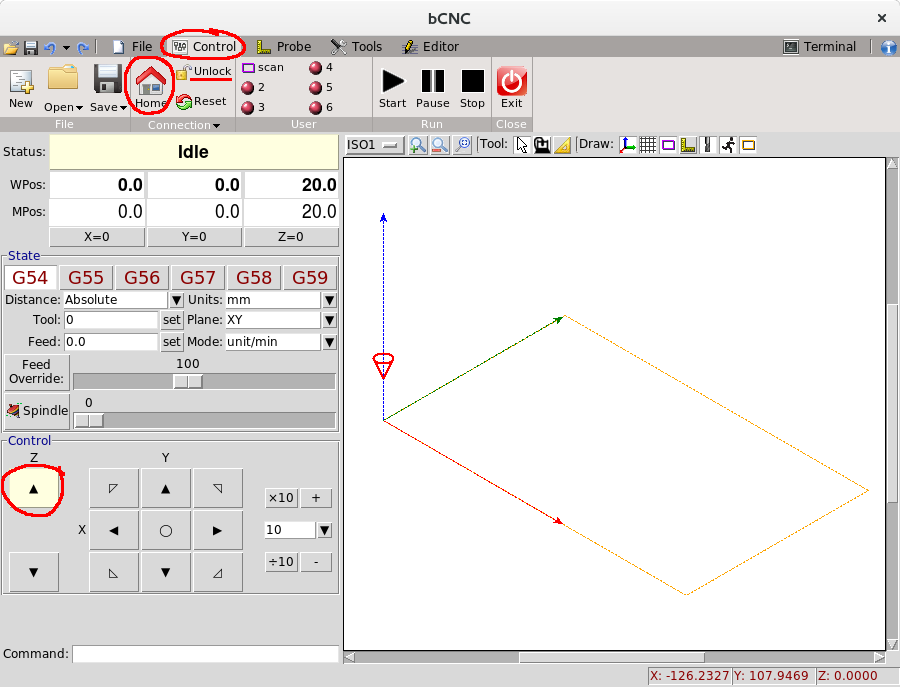 bCNC
File Control Probe Tools Editor Terminal
New Open Save Home Unlock Reset
scan 4
2 5
3 6
Start Pause Stop Exit
File Connection User Run Close
Status: Idle
WPos: 0.0 0.0 20.0
MPos: 0.0 0.0 20.0
X=0 Y=0 Z=0
State
G54 G55 G56 G57 G58 G59
Distance: Absolute Units: mm
Tool: 0 set Plane: XY
Feed: 0.0 set Mode: unit/min
Feed Override: 100
Spindle 0
Control
Z Y
×10 +
X 10
÷10 -
Command:
ISO1 Tool: Draw:
X: -126.2327 Y: 107.9469 Z: 0.0000